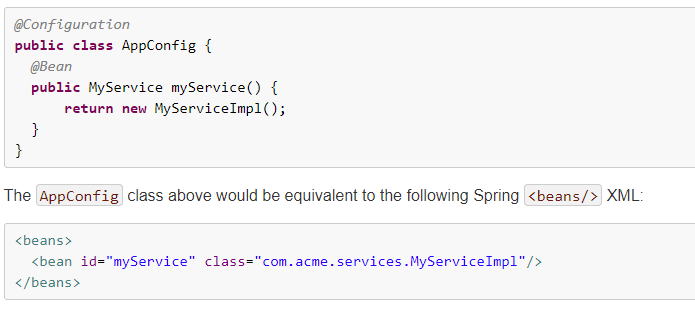 @Configuration
public class AppConfig {
  @Bean
  public MyService myService() {
      return new MyServiceImpl();
  }
}
The AppConfig class above would be equivalent to the following Spring <beans/> XML:
<beans>
  <bean id="myService" class="com.acme.services.MyServiceImpl"/>
</beans>